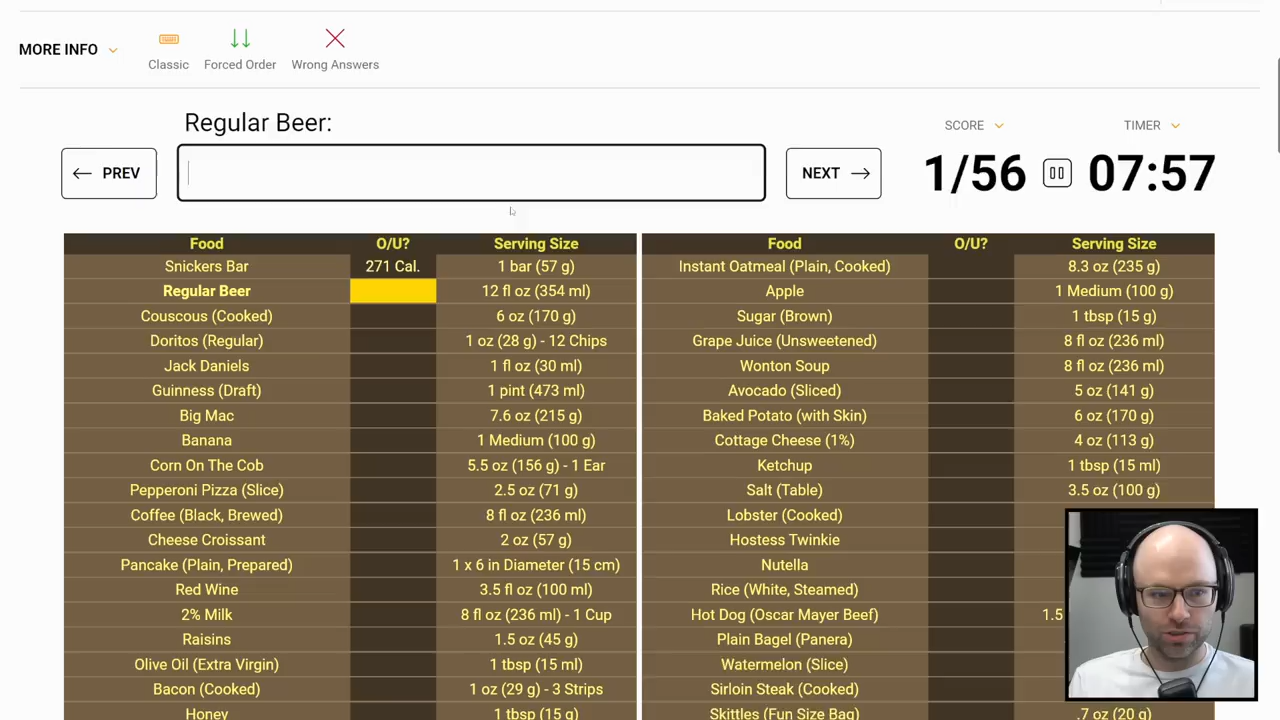 MORE INFO
Classic
Forced Order
Wrong Answers
Regular Beer:
PREV
NEXT
SCORE
1/56
TIMER
07:57
Food O/U? Serving Size
Snickers Bar 271 Cal. 1 bar (57 g)
Regular Beer 12 fl oz (354 ml)
Couscous (Cooked) 6 oz (170 g)
Doritos (Regular) 1 oz (28 g) - 12 Chips
Jack Daniels 1 fl oz (30 ml)
Guinness (Draft) 1 pint (473 ml)
Big Mac 7.6 oz (215 g)
Banana 1 Medium (100 g)
Corn On The Cob 5.5 oz (156 g) - 1 Ear
Pepperoni Pizza (Slice) 2.5 oz (71 g)
Coffee (Black, Brewed) 8 fl oz (236 ml)
Cheese Croissant 2 oz (57 g)
Pancake (Plain, Prepared) 1 x 6 in Diameter (15 cm)
Red Wine 3.5 fl oz (100 ml)
2% Milk 8 fl oz (236 ml) - 1 Cup
Raisins 1.5 oz (45 g)
Olive Oil (Extra Virgin) 1 tbsp (15 ml)
Bacon (Cooked) 1 oz (29 g) - 3 Strips
Honey 1 tbsp (15 g)
Food O/U? Serving Size
Instant Oatmeal (Plain, Cooked) 8.3 oz (235 g)
Apple 1 Medium (100 g)
Sugar (Brown) 1 tbsp (15 g)
Grape Juice (Unsweetened) 8 fl oz (236 ml)
Wonton Soup 8 fl oz (236 ml)
Avocado (Sliced) 5 oz (141 g)
Baked Potato (with Skin) 6 oz (170 g)
Cottage Cheese (1%) 4 oz (113 g)
Ketchup 1 tbsp (15 ml)
Salt (Table) 3.5 oz (100 g)
Lobster (Cooked)
Hostess Twinkie
Nutella
Rice (White, Steamed)
Hot Dog (Oscar Mayer Beef) 1.5
Plain Bagel (Panera)
Watermelon (Slice)
Sirloin Steak (Cooked)
Skittles (Fun Size Bag) .7 oz (20 g)